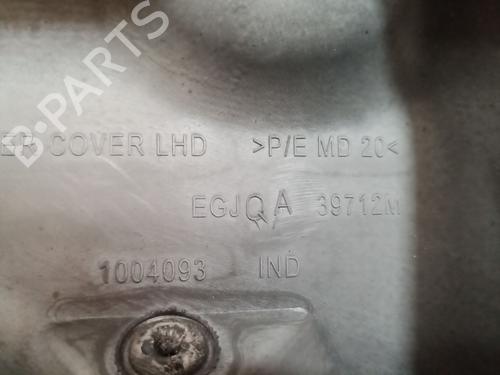 B-PARTS
ER COVER LHD >P/E MD 20<
EGJQA 39712M
1004093 IND